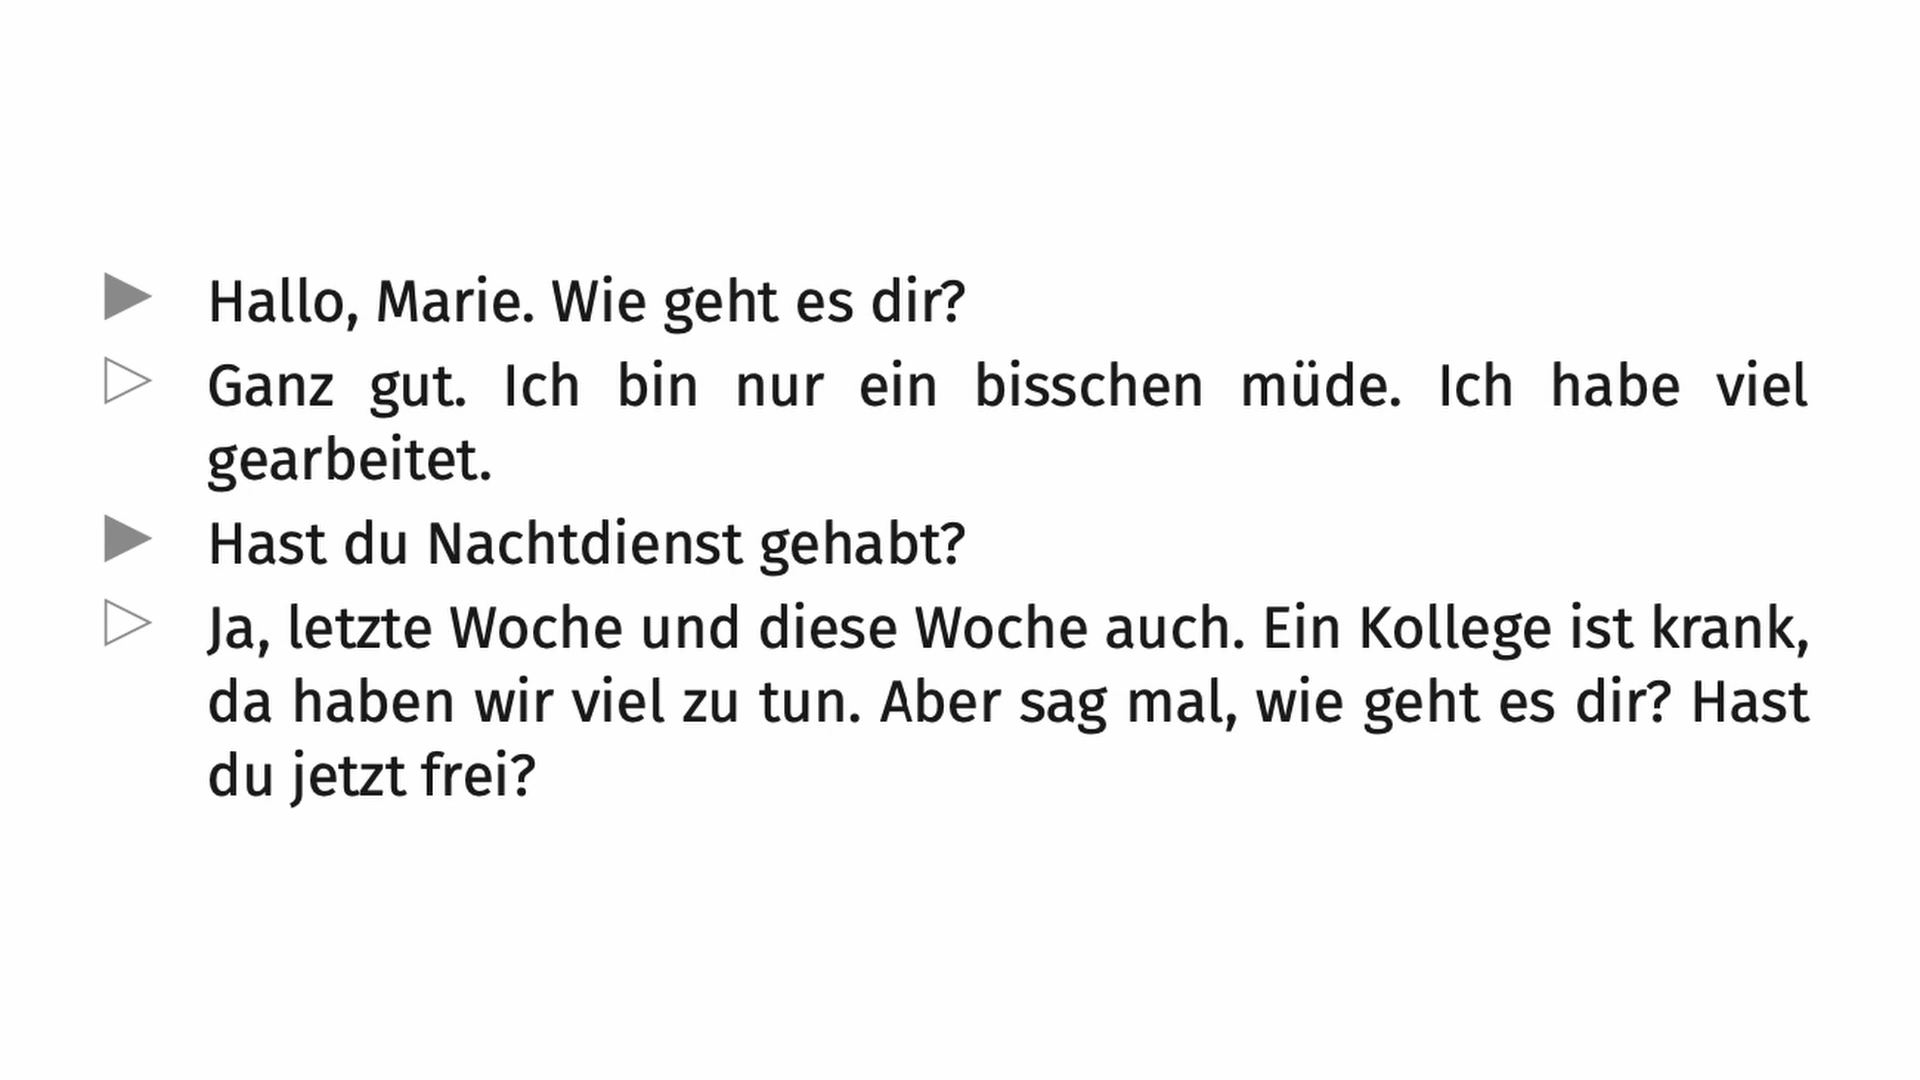 Hallo, Marie. Wie geht es dir?
Ganz gut. Ich bin nur ein bisschen müde. Ich habe viel
gearbeitet.
Hast du Nachtdienst gehabt?
Ja, letzte Woche und diese Woche auch. Ein Kollege ist krank,
da haben wir viel zu tun. Aber sag mal, wie geht es dir? Hast
du jetzt frei?